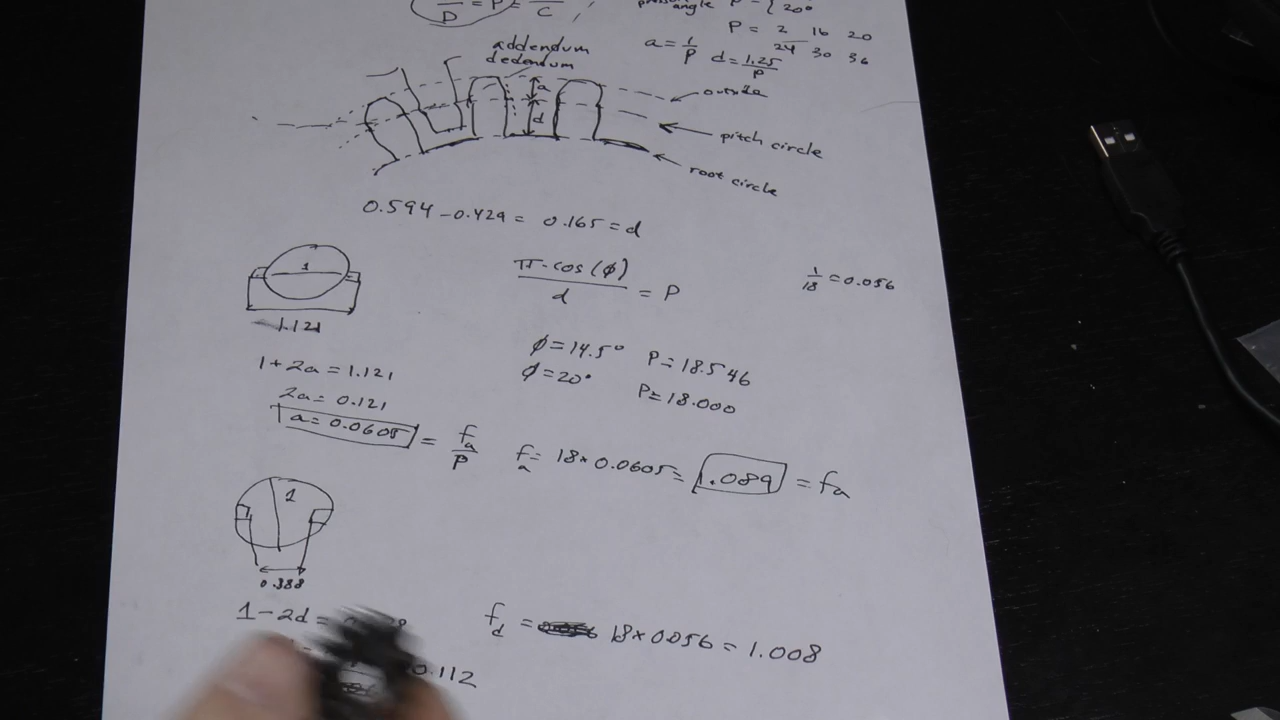 D = P = C
angle 20°
P = 2 16 20
24 30 36
a = 1/P d = 1.25/P
addendum
dedendum
a
outside
d
pitch circle
root circle
0.594 - 0.429 = 0.165 = d
1
π·cos(ϕ)/d = P
1/18 = 0.056
1.121
ϕ = 14.5° P = 18.546
ϕ = 20° P = 18.000
1 + 2a = 1.121
2a = 0.121
a = 0.0605 = fa/P fa = 18 * 0.0605 = 1.089 = fa
1
0.388
1 - 2d =
fd = 18 * 0.056 = 1.008
0.112